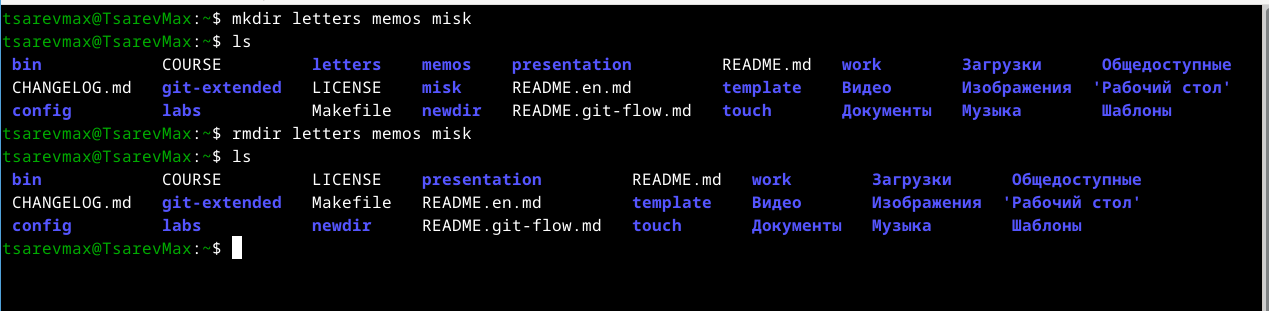 tsarevmax@TsarevMax:~$ mkdir letters memos misk
tsarevmax@TsarevMax:~$ ls
bin COURSE letters memos presentation README.md work Загрузки Общедоступные
CHANGELOG.md git-extended LICENSE misk README.en.md template Видео Изображения 'Рабочий стол'
config labs Makefile newdir README.git-flow.md touch Документы Музыка Шаблоны
tsarevmax@TsarevMax:~$ rmdir letters memos misk
tsarevmax@TsarevMax:~$ ls
bin COURSE LICENSE presentation README.md work Загрузки Общедоступные
CHANGELOG.md git-extended Makefile README.en.md template Видео Изображения 'Рабочий стол'
config labs newdir README.git-flow.md touch Документы Музыка Шаблоны
tsarevmax@TsarevMax:~$